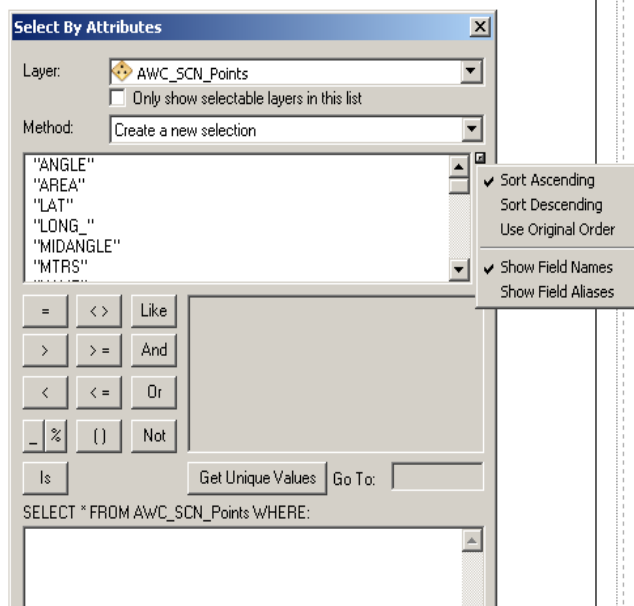 Select By Attributes
Layer: AWC_SCN_Points
Only show selectable layers in this list
Method: Create a new selection
"ANGLE"
"AREA"
"LAT"
"LONG_"
"MIDANGLE"
"MTRS"
Sort Ascending
Sort Descending
Use Original Order
Show Field Names
Show Field Aliases
= <> Like
> >= And
< <= Or
_ % () Not
Is Get Unique Values Go To:
SELECT * FROM AWC_SCN_Points WHERE: